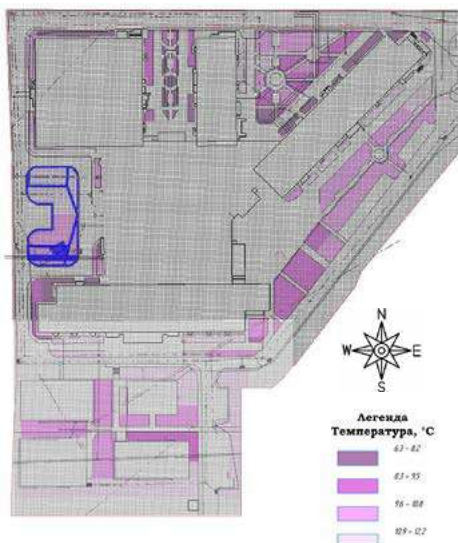 N
W E
S
Легенда
Температура, °C
6.3 - 8.2
8.3 - 9.5
9.6 - 10.8
10.9 - 12.2